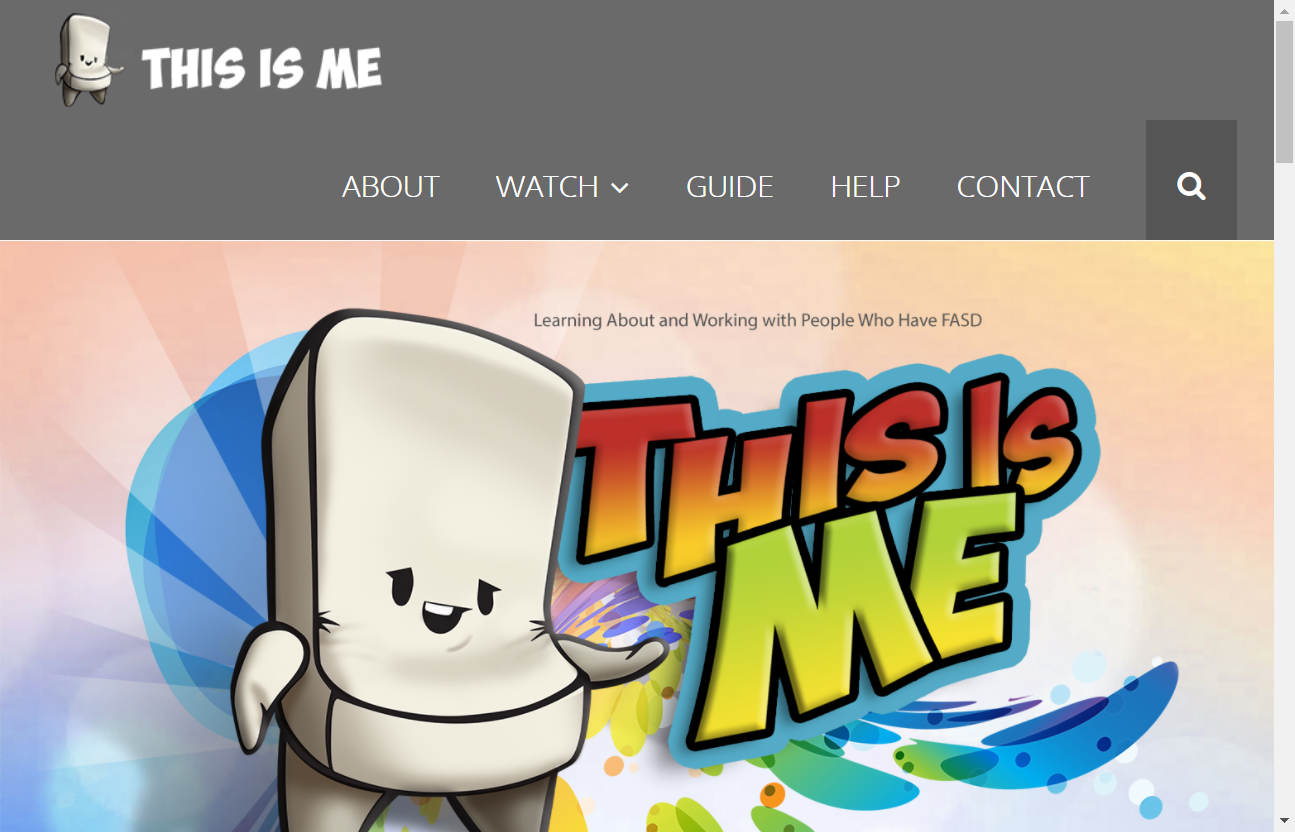 THIS IS ME
ABOUT WATCH GUIDE HELP CONTACT
Learning About and Working with People Who Have FASD
THIS IS
ME